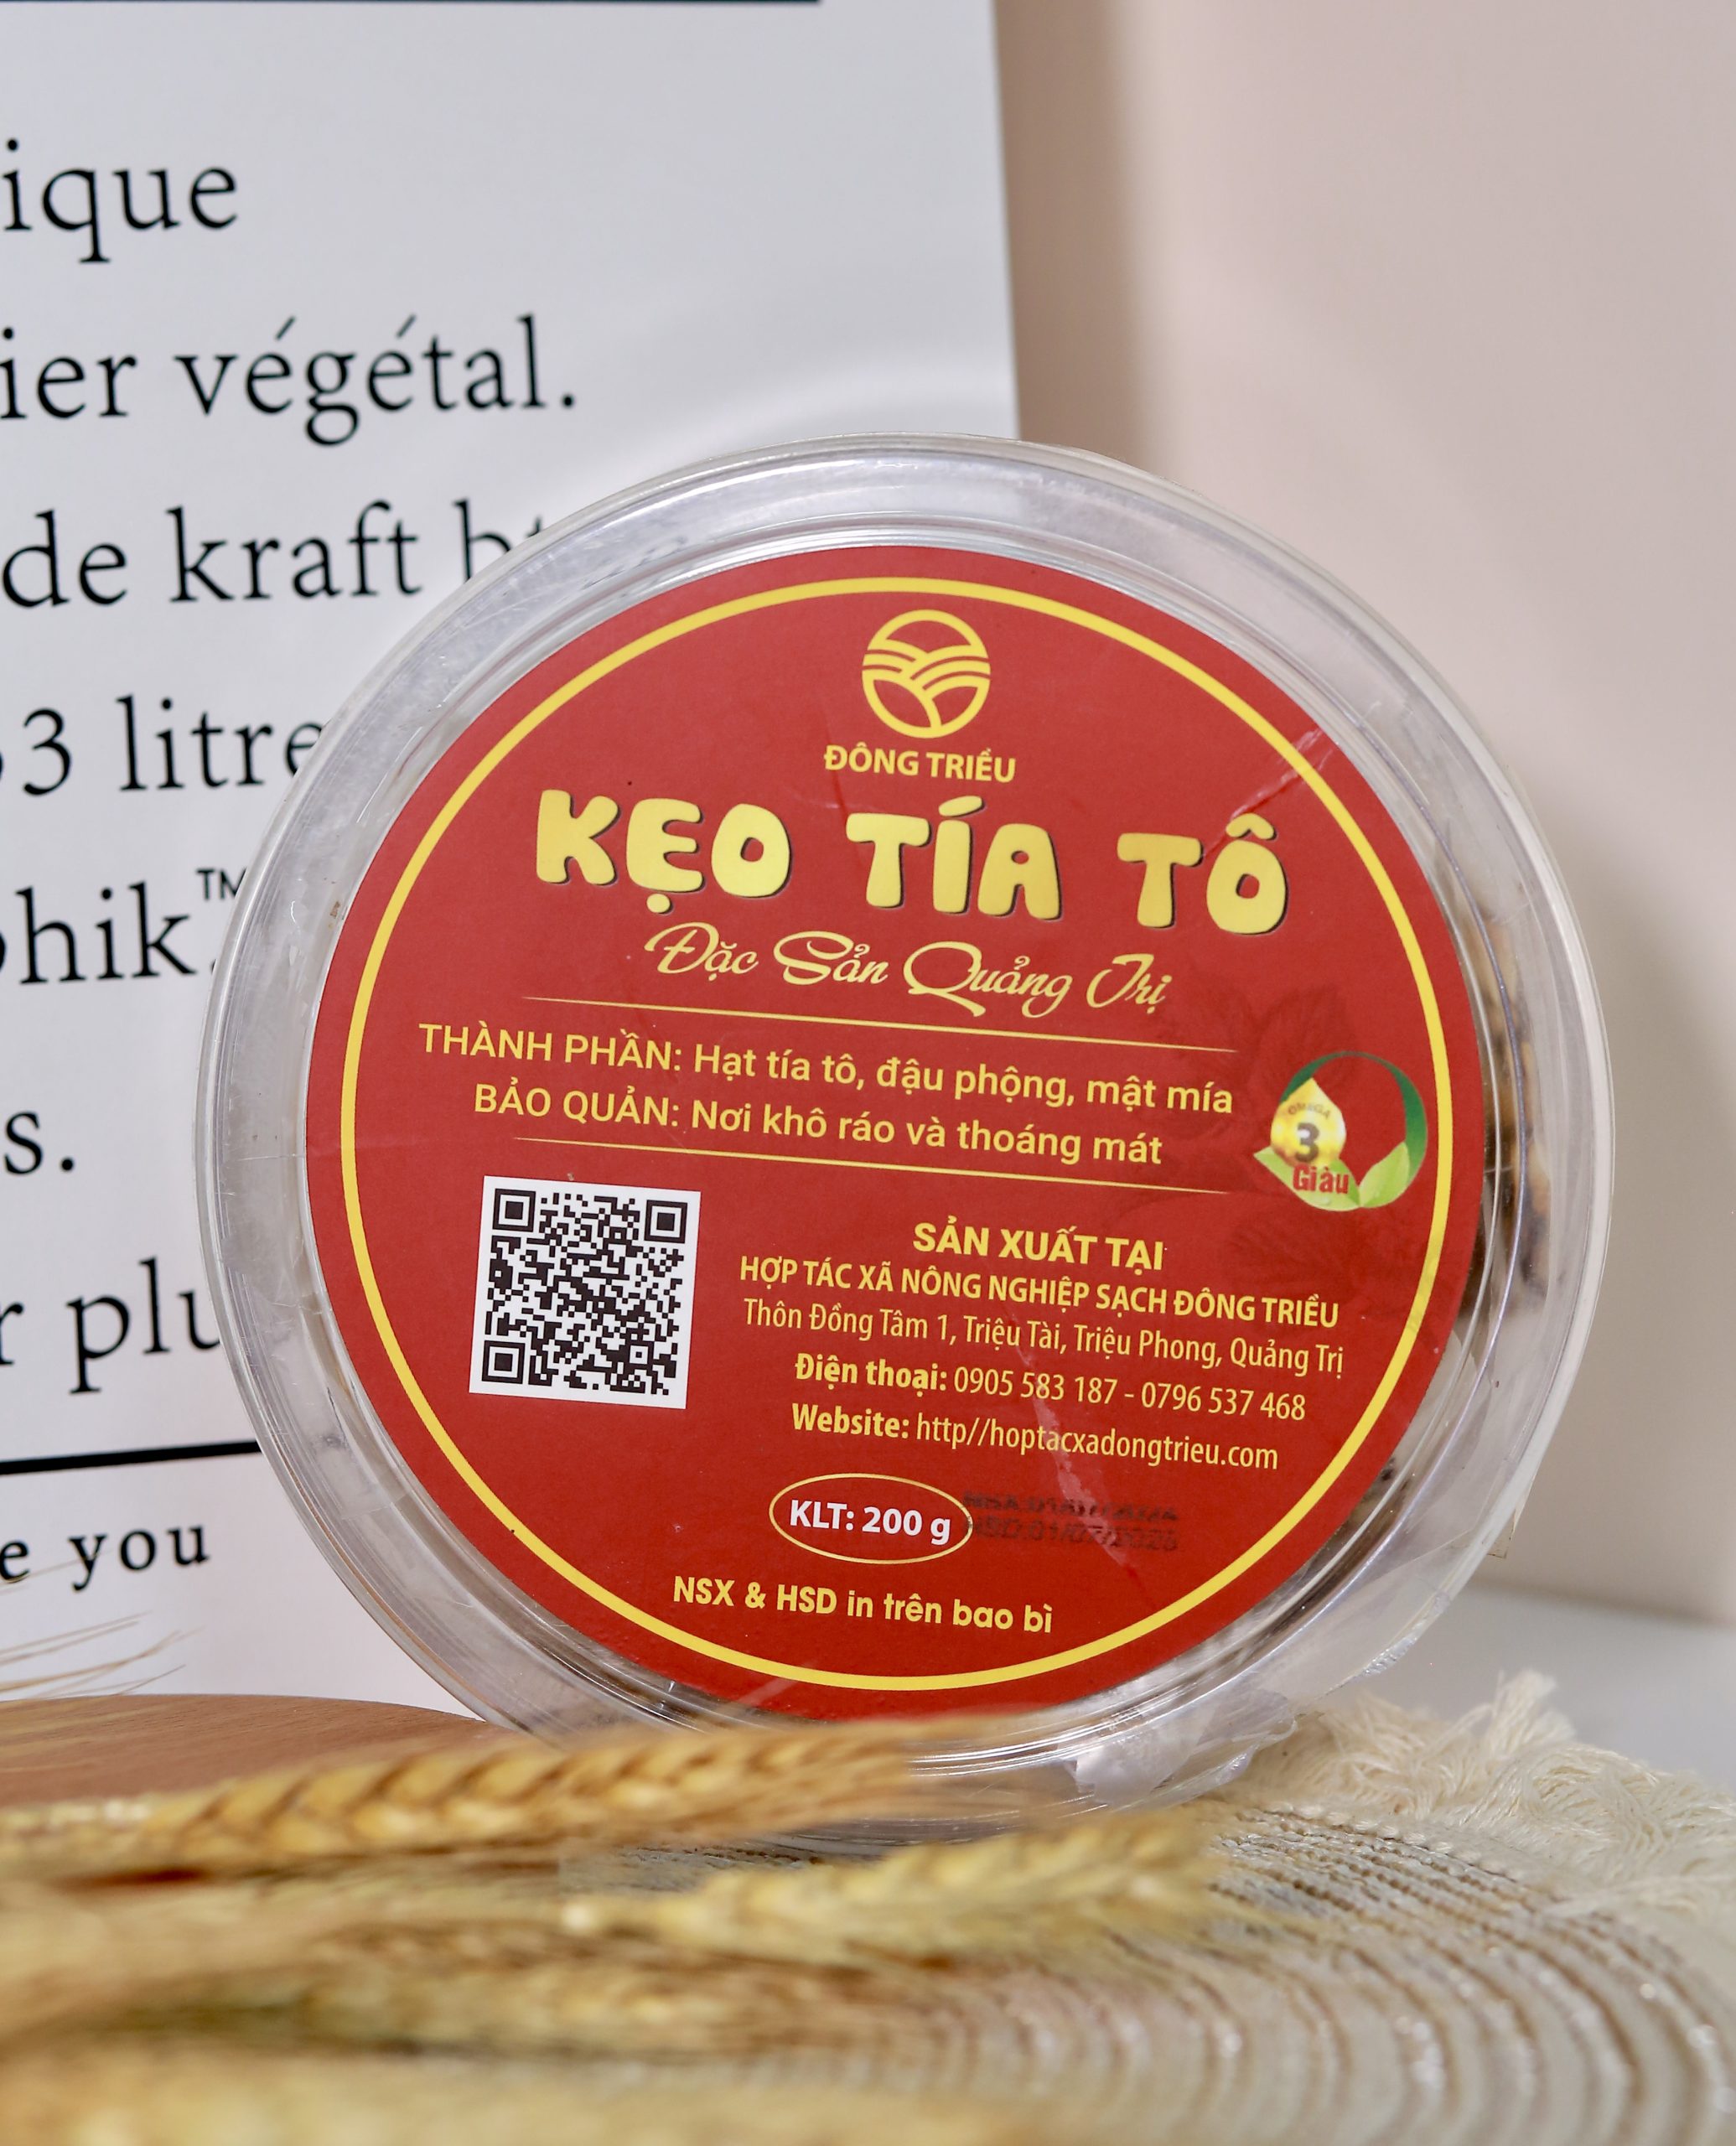 ique
ier végétal.
de kraft
3 litre
hik.™
s.
r plu
e you
ĐÔNG TRIỀU
KẸO TÍA TÔ
Đặc Sản Quảng Trị
THÀNH PHẦN: Hạt tía tô, đậu phộng, mật mía
BẢO QUẢN: Nơi khô ráo và thoáng mát
OMEGA
3
Giàu
SẢN XUẤT TẠI
HỢP TÁC XÃ NÔNG NGHIỆP SẠCH ĐÔNG TRIỀU
Thôn Đồng Tâm 1, Triệu Tài, Triệu Phong, Quảng Trị
Điện thoại: 0905 583 187 - 0796 537 468
Website: http//hoptacxadongtrieu.com
KLT: 200 g
NSX & HSD in trên bao bì